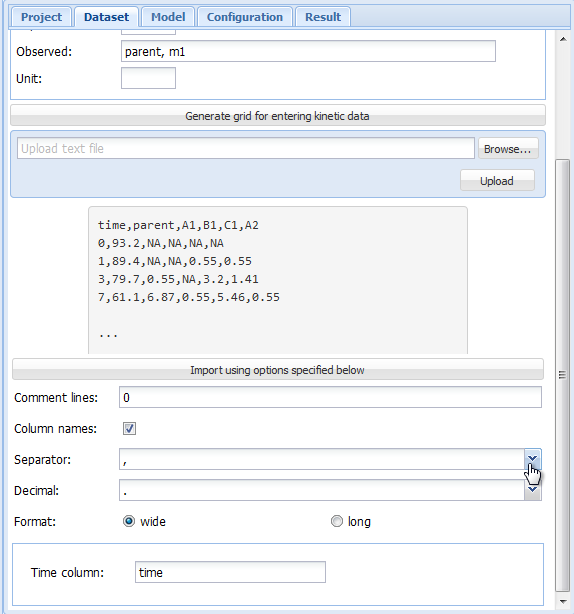 Project Dataset Model Configuration Result
Observed: parent, m1
Unit:
Generate grid for entering kinetic data
Upload text file Browse...
Upload
time,parent,A1,B1,C1,A2
0,93.2,NA,NA,NA,NA
1,89.4,NA,NA,0.55,0.55
3,79.7,0.55,NA,3.2,1.41
7,61.1,6.87,0.55,5.46,0.55
...
Import using options specified below
Comment lines: 0
Column names:
Separator: ,
Decimal: .
Format: wide long
Time column: time